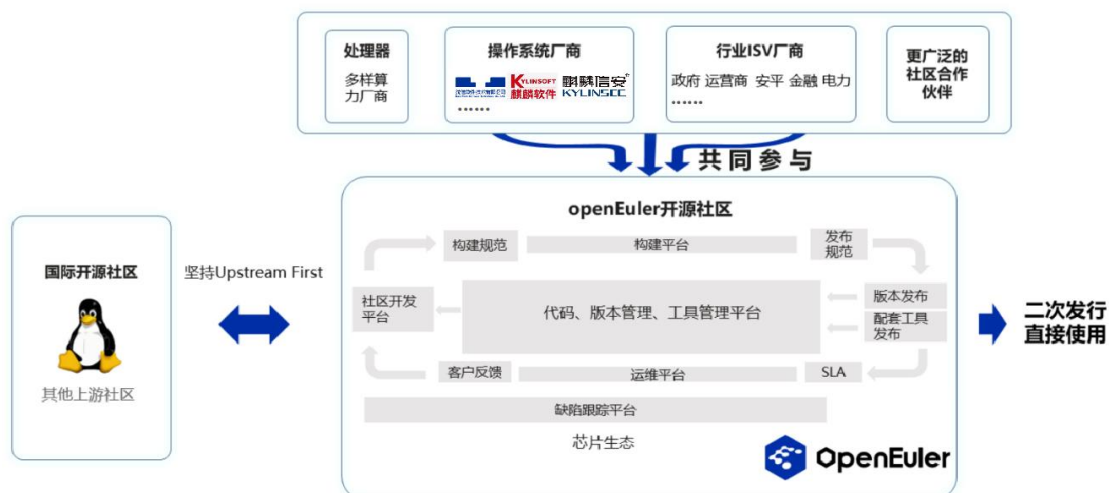 处理器
多样算
力厂商
操作系统厂商
KYLINSOFT
麒麟软件
麒麟信安
KYLINSEC
......
行业ISV厂商
政府 运营商 安平 金融 电力
......
更广泛的
社区合作
伙伴
共同参与
国际开源社区
其他上游社区
坚持Upstream First
openEuler开源社区
构建规范
构建平台
发布
规范
社区开发
平台
代码、版本管理、工具管理平台
版本发布
配套工具
发布
客户反馈
运维平台
SLA
缺陷跟踪平台
芯片生态
OpenEuler
二次发行
直接使用